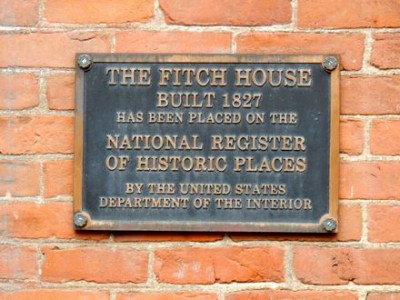 THE FITCH HOUSE
BUILT 1827
HAS BEEN PLACED ON THE
NATIONAL REGISTER
OF HISTORIC PLACES
BY THE UNITED STATES
DEPARTMENT OF THE INTERIOR